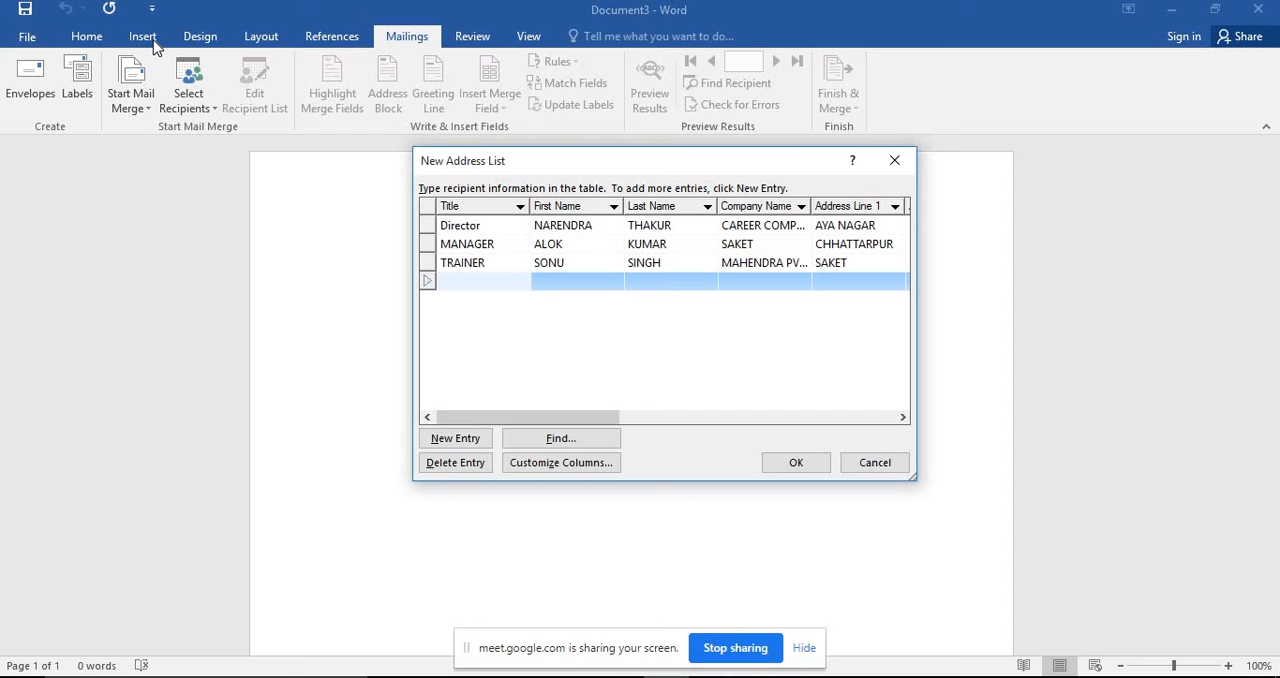 Document3 - Word
File Home Insert Design Layout References Mailings Review View Tell me what you want to do... Sign in Share
Envelopes Labels
Create
Start Mail Merge
Select Recipients
Edit Recipient List
Start Mail Merge
Highlight Merge Fields
Address Block
Greeting Line
Insert Merge Field
Rules
Match Fields
Update Labels
Write & Insert Fields
ABC
Preview Results
Find Recipient
Check for Errors
Preview Results
Finish & Merge
Finish
New Address List ?
Type recipient information in the table. To add more entries, click New Entry.
Title First Name Last Name Company Name Address Line 1
Director NARENDRA THAKUR CAREER COMP... AYA NAGAR
MANAGER ALOK KUMAR SAKET CHHATTARPUR
TRAINER SONU SINGH MAHENDRA PV... SAKET
New Entry Find...
Delete Entry Customize Columns... OK Cancel
meet.google.com is sharing your screen. Stop sharing Hide
Page 1 of 1 0 words 100%